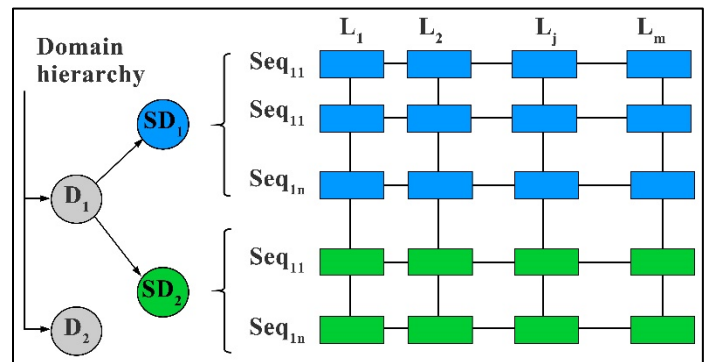 L1 L2 Lj Lm
Domain
hierarchy
Seq11
SD1
Seq11
Seq1n
D1
Seq11
SD2
D2
Seq1n